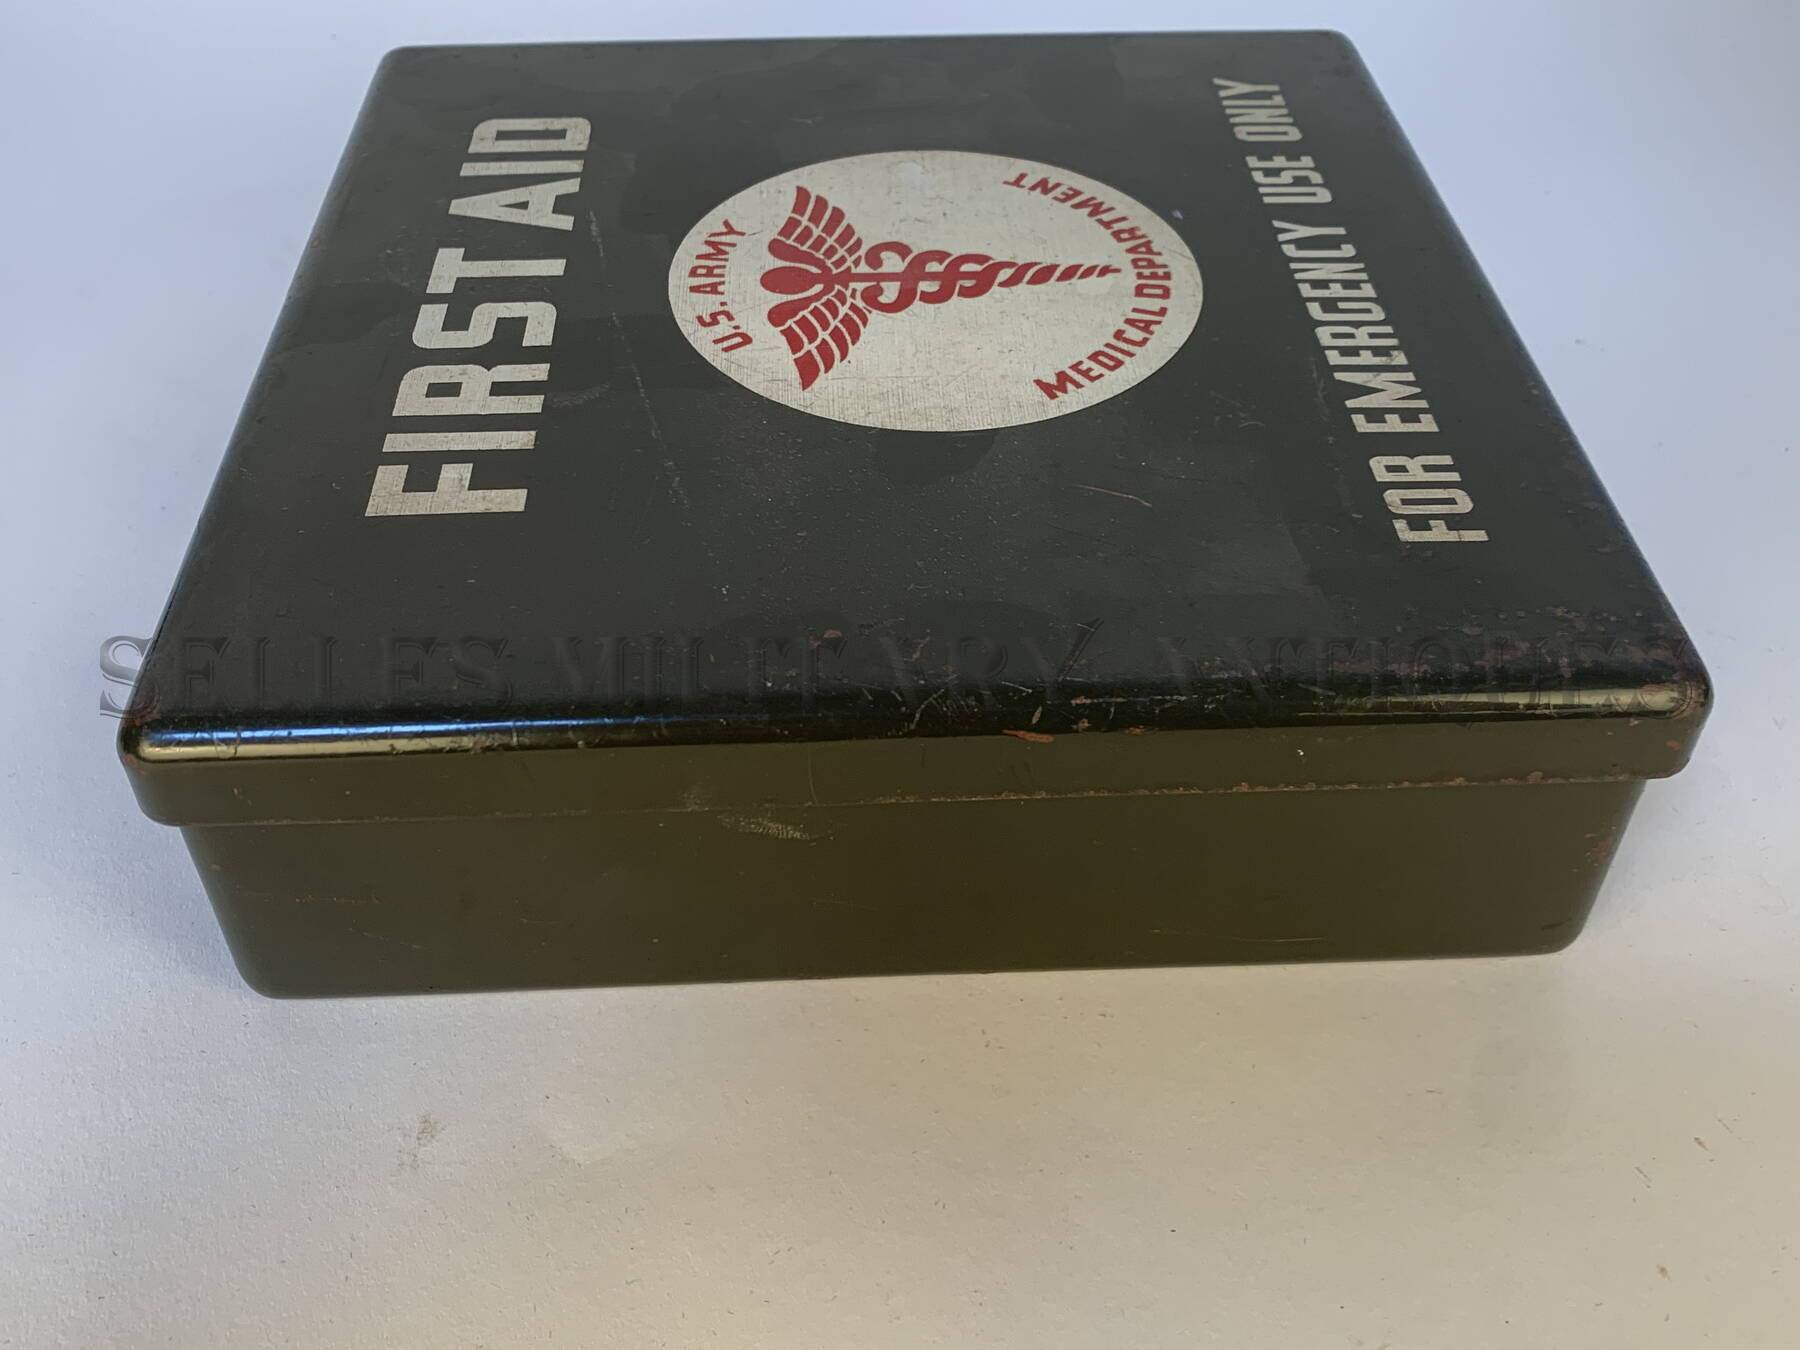 FIRST AID
U.S. ARMY
MEDICAL DEPARTMENT
FOR EMERGENCY USE ONLY
SELLES MILITARY ANTIQUES